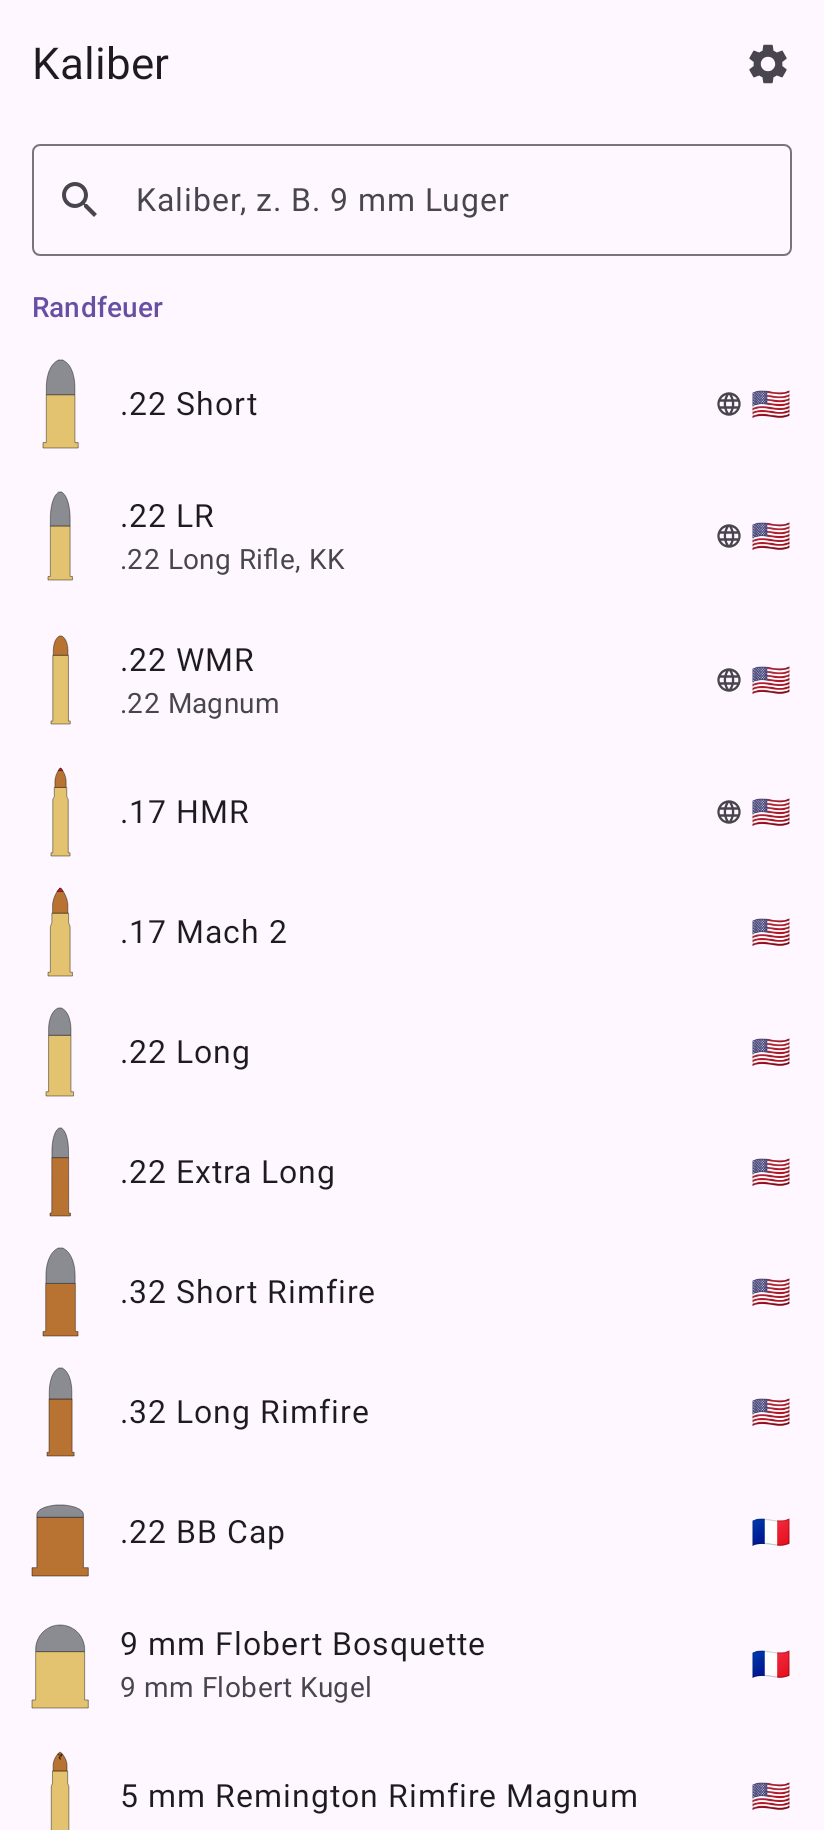 Kaliber
Kaliber, z. B. 9 mm Luger
Randfeuer
.22 Short
.22 LR
.22 Long Rifle, KK
.22 WMR
.22 Magnum
.17 HMR
.17 Mach 2
.22 Long
.22 Extra Long
.32 Short Rimfire
.32 Long Rimfire
.22 BB Cap
9 mm Flobert Bosquette
9 mm Flobert Kugel
5 mm Remington Rimfire Magnum